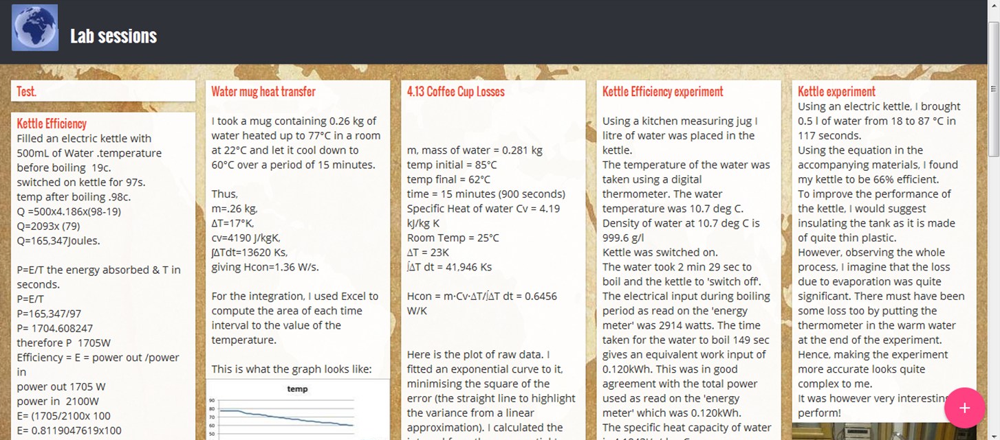 Lab sessions
Test.
Kettle Efficiency
Filled an electric kettle with
500mL of Water .temperature
before boiling  19c.
switched on kettle for 97s.
temp after boiling .98c.
Q =500x4.186x(98-19)
Q=2093x (79)
Q=165,347Joules.
P=E/T the energy absorbed & T in
seconds.
P=E/T
P=165,347/97
P= 1704.608247
therefore P  1705W
Efficiency = E = power out /power
in
power out 1705 W
power in  2100W
E= (1705/2100x 100
E= 0.8119047619x100
Water mug heat transfer
I took a mug containing 0.26 kg of
water heated up to 77°C in a room
at 22°C and let it cool down to
60°C over a period of 15 minutes.
Thus,
m=.26 kg,
ΔT=17°K,
cv=4190 J/kgK,
∫ΔTdt=13620 Ks,
giving Hcon=1.36 W/s.
For the integration, I used Excel to
compute the area of each time
interval to the value of the
temperature.
This is what the graph looks like:
temp
90
80
70
60
50
4.13 Coffee Cup Losses
m, mass of water = 0.281 kg
temp initial = 85°C
temp final = 62°C
time = 15 minutes (900 seconds)
Specific Heat of water Cv = 4.19
kJ/kg K
Room Temp = 25°C
ΔT = 23K
∫ΔT dt = 41,946 Ks
Hcon = m·Cv·ΔT/∫ΔT dt = 0.6456
W/K
Here is the plot of raw data. I
fitted an exponential curve to it,
minimising the square of the
error (the straight line to highlight
the variance from a linear
approximation). I calculated the
Kettle Efficiency experiment
Using a kitchen measuring jug I
litre of water was placed in the
kettle.
The temperature of the water was
taken using a digital
thermometer. The water
temperature was 10.7 deg C.
Density of water at 10.7 deg C is
999.6 g/l
Kettle was switched on.
The water took 2 min 29 sec to
boil and the kettle to 'switch off'.
The electrical input during boiling
period as read on the 'energy
meter' was 2914 watts. The time
taken for the water to boil 149 sec
gives an equivalent work input of
0.120kWh. This was in good
agreement with the total power
used as read on the 'energy
meter' which was 0.120kWh.
The specific heat capacity of water
Kettle experiment
Using an electric kettle, I brought
0.5 l of water from 18 to 87 °C in
117 seconds.
Using the equation in the
accompanying materials, I found
my kettle to be 66% efficient.
To improve the performance of
the kettle, I would suggest
insulating the tank as it is made
of quite thin plastic.
However, observing the whole
process, I imagine that the loss
due to evaporation was quite
significant. There must have been
some loss too by putting the
thermometer in the warm water
at the end of the experiment.
Hence, making the experiment
more accurate looks quite
complex to me.
It was however very interesting
perform!
+